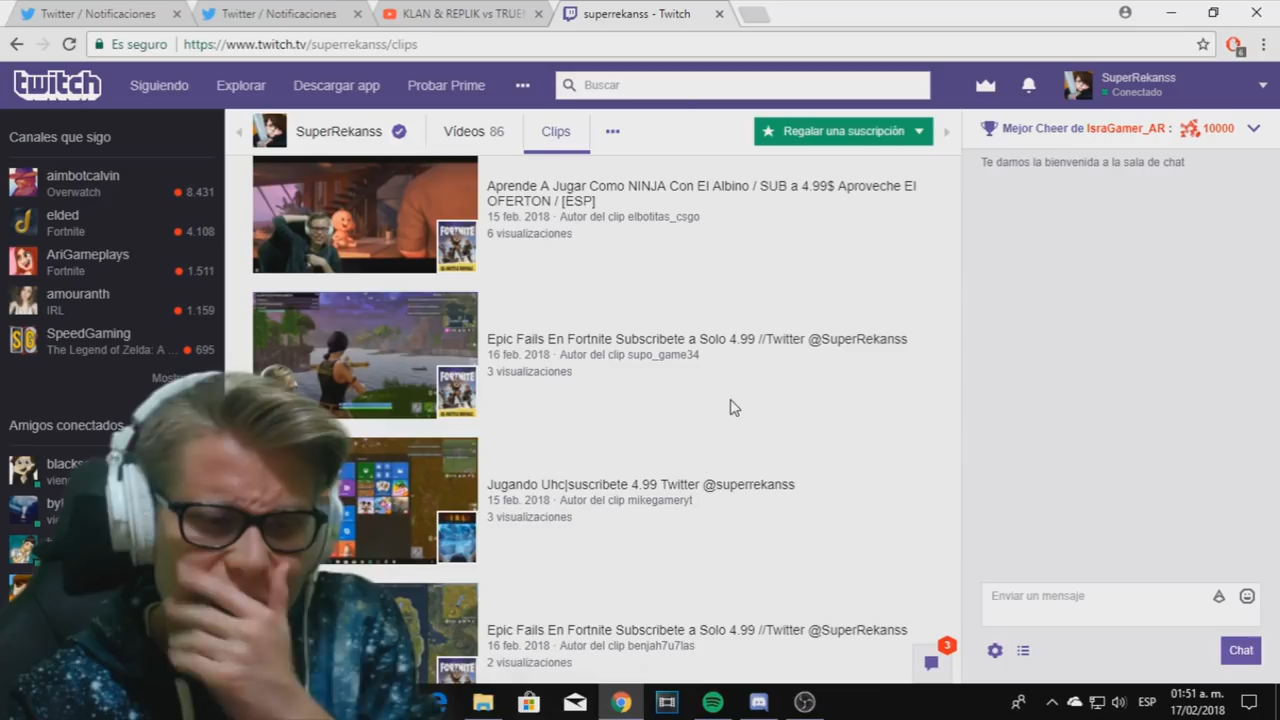 Twitter / Notificaciones
Twitter / Notificaciones
KLAN & REPLIK vs TRUE
superrekanss - Twitch
Es seguro
https://www.twitch.tv/superrekanss/clips
6
twitch
Siguiendo
Explorar
Descargar app
Probar Prime
Buscar
SuperRekanss
Conectado
Canales que sigo
aimbotcalvin
Overwatch
8.431
elded
Fortnite
4.108
AriGameplays
Fortnite
1.511
amouranth
IRL
1.159
SpeedGaming
The Legend of Zelda: A ...
695
Amigos conectados
SuperRekanss
Vídeos 86
Clips
Regalar una suscripción
Aprende A Jugar Como NINJA Con El Albino / SUB a 4.99$ Aproveche El
OFERTON / [ESP]
15 feb. 2018 · Autor del clip elbotitas_csgo
6 visualizaciones
FORTNITE
Epic Fails En Fortnite Subscribete a Solo 4.99 //Twitter @SuperRekanss
16 feb. 2018 · Autor del clip supo_game34
3 visualizaciones
FORTNITE
Jugando Uhc|suscribete 4.99 Twitter @superrekanss
15 feb. 2018 · Autor del clip mikegameryt
3 visualizaciones
IRL
Epic Fails En Fortnite Subscribete a Solo 4.99 //Twitter @SuperRekanss
16 feb. 2018 · Autor del clip benjah7u7las
2 visualizaciones
FORTNITE
3
Mejor Cheer de IsraGamer_AR :
10000
Te damos la bienvenida a la sala de chat
Enviar un mensaje
Chat
ESP
01:51 a. m.
17/02/2018